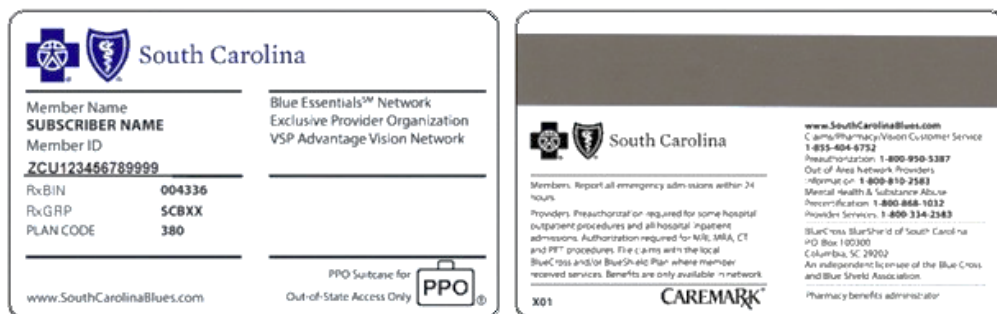 South Carolina
Member Name
SUBSCRIBER NAME
Member ID
ZCU123456789999
RxBIN 004336
RxGRP SCBXX
PLAN CODE 380
www.SouthCarolinaBlues.com
Blue Essentials℠ Network
Exclusive Provider Organization
VSP Advantage Vision Network
PPO Suitcase for
Out-of-State Access Only
PPO
®
South Carolina
Members: Report all emergency admissions within 24
hours.
Providers: Preauthorization required for some hospital
outpatient procedures and all hospital inpatient
admissions. Authorization required for MRI, MRA, CT
and PET procedures. File claims with the local
BlueCross and/or BlueShield Plan where member
received services. Benefits are only available in network.
X01
CAREMARK
www.SouthCarolinaBlues.com
Claims/Pharmacy/Vision Customer Service
1-855-404-6752
Preauthorization 1-800-950-5387
Out of Area Network Providers
Information 1-800-810-2583
Mental Health & Substance Abuse
Precertification 1-800-868-1032
Provider Services 1-800-334-2583
BlueCross BlueShield of South Carolina
PO Box 100300
Columbia, SC 29202
An independent licensee of the Blue Cross
and Blue Shield Association.
Pharmacy benefits administrator